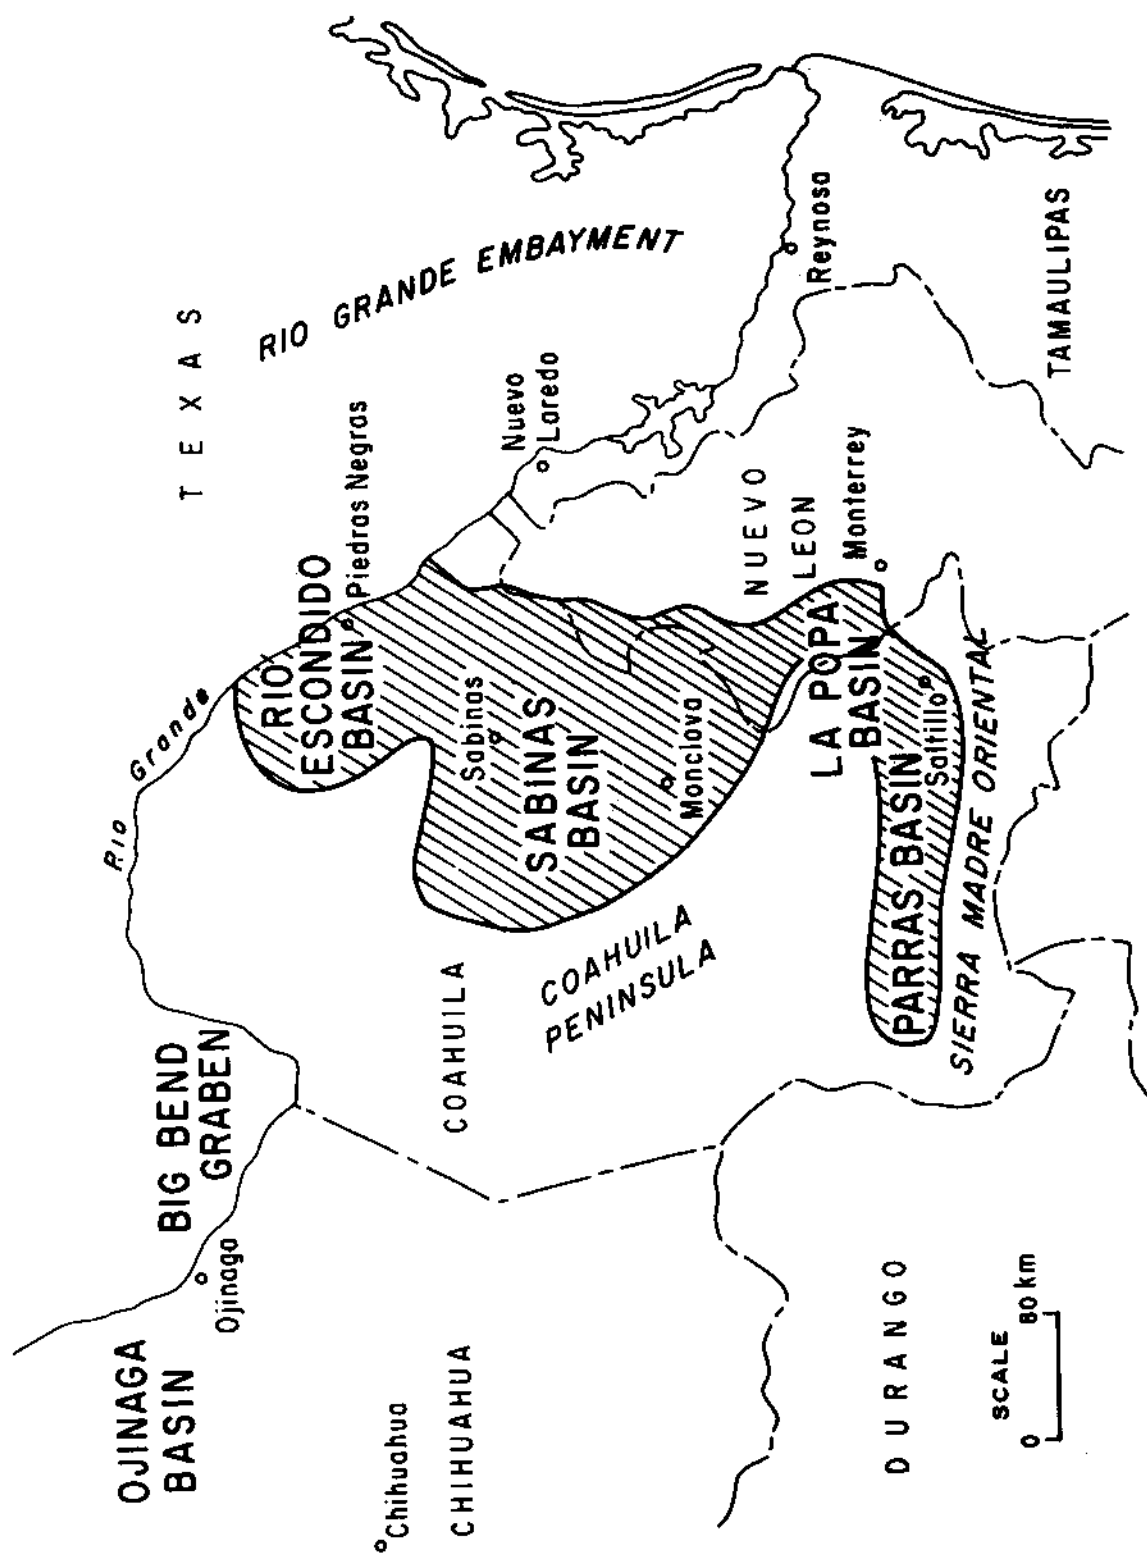 TEXAS
RIO GRANDE EMBAYMENT
Rio Grande
OJINAGA
BASIN
BIG BEND
GRABEN
Ojinaga
Chihuahua
CHIHUAHUA
COAHUILA
RIO
ESCONDIDO
BASIN
Piedras Negras
Nuevo
Laredo
Sabinas
SABINAS
BASIN
Monclova
COAHUILA
PENINSULA
NUEVO
LEON
Monterrey
LA POPA
BASIN
PARRAS BASIN
Saltillo
SIERRA MADRE ORIENTAL
Reynosa
TAMAULIPAS
DURANGO
SCALE
0 80 km